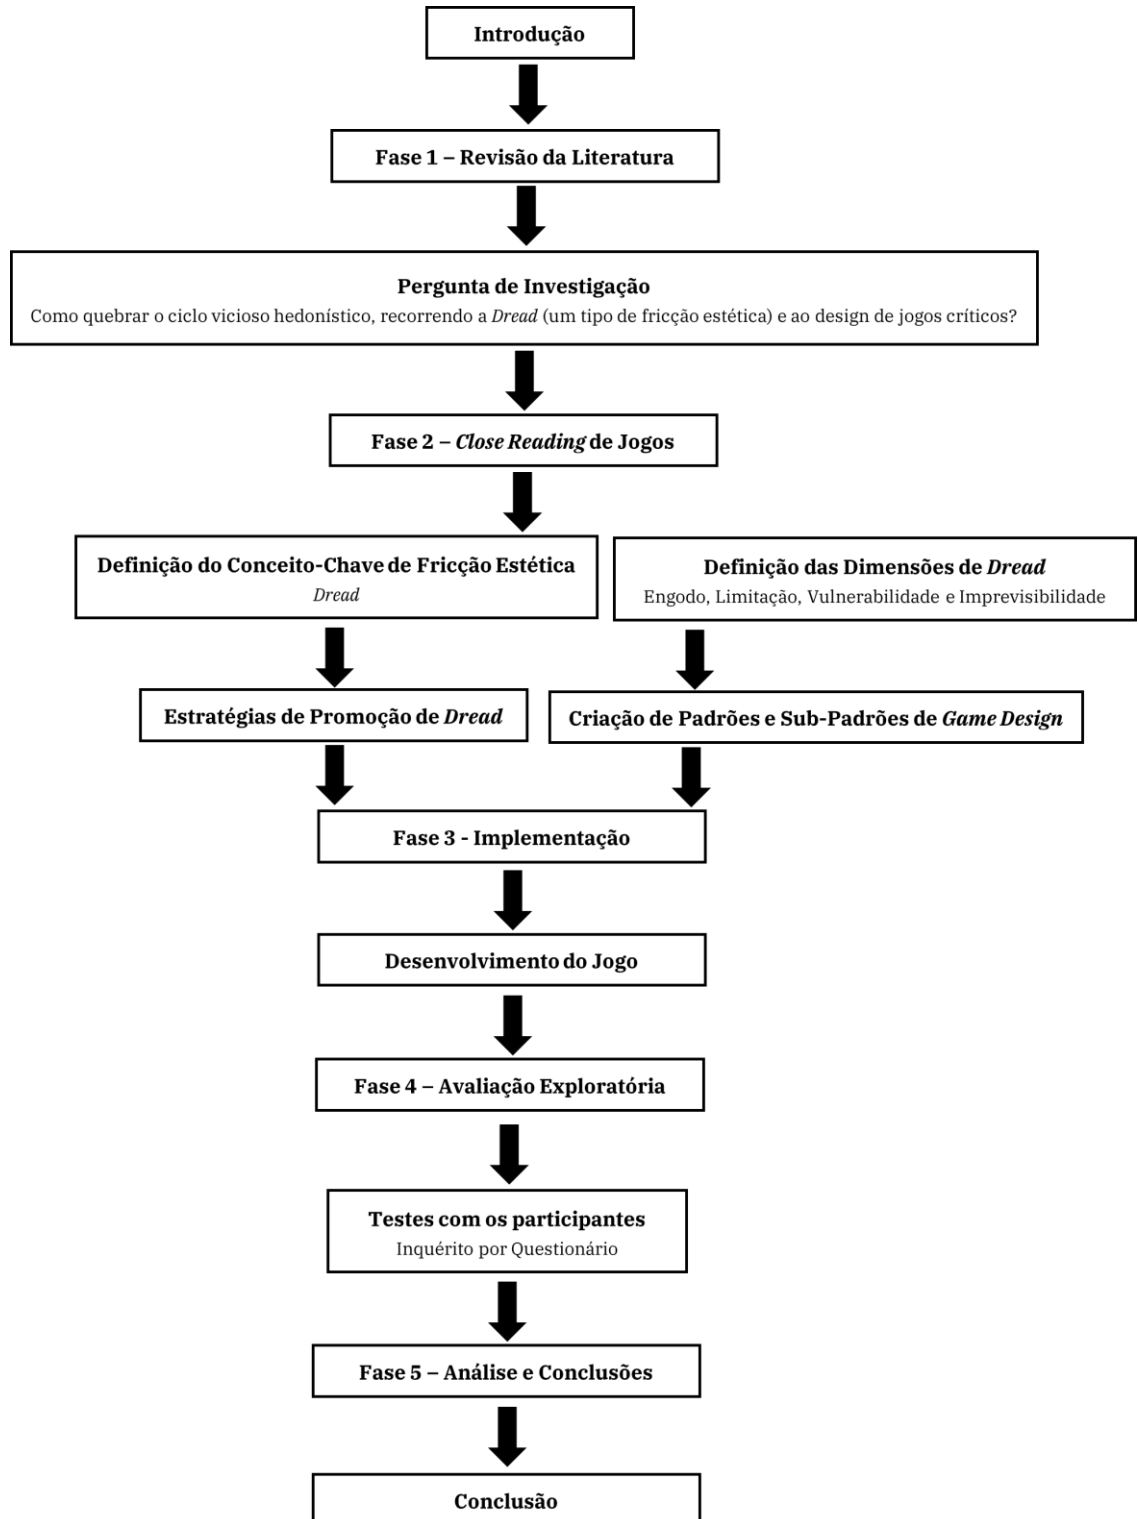 Introdução
Fase 1 – Revisão da Literatura
Pergunta de Investigação
Como quebrar o ciclo vicioso hedonístico, recorrendo a Dread (um tipo de fricção estética) e ao design de jogos críticos?
Fase 2 – Close Reading de Jogos
Definição do Conceito-Chave de Fricção Estética
Dread
Definição das Dimensões de Dread
Engodo, Limitação, Vulnerabilidade e Imprevisibilidade
Estratégias de Promoção de Dread
Criação de Padrões e Sub-Padrões de Game Design
Fase 3 - Implementação
Desenvolvimento do Jogo
Fase 4 – Avaliação Exploratória
Testes com os participantes
Inquérito por Questionário
Fase 5 – Análise e Conclusões
Conclusão